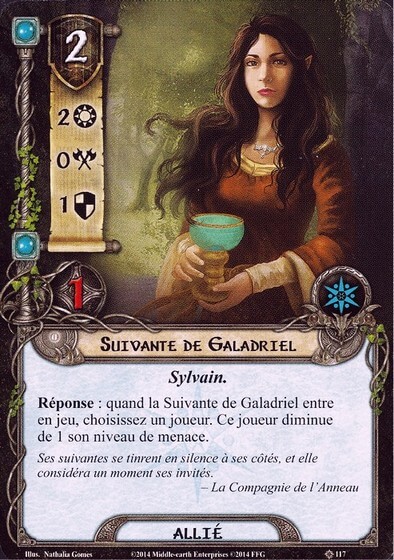 2
2
0
1
1
Suivante de Galadriel
Sylvain.
Réponse : quand la Suivante de Galadriel entre
en jeu, choisissez un joueur. Ce joueur diminue
de 1 son niveau de menace.
Ses suivantes se tinrent en silence à ses côtés, et elle
considéra un moment ses invités.
– La Compagnie de l'Anneau
Allié
Illus. Nathalia Gomes ©2014 Middle-earth Enterprises ©2014 FFG 117